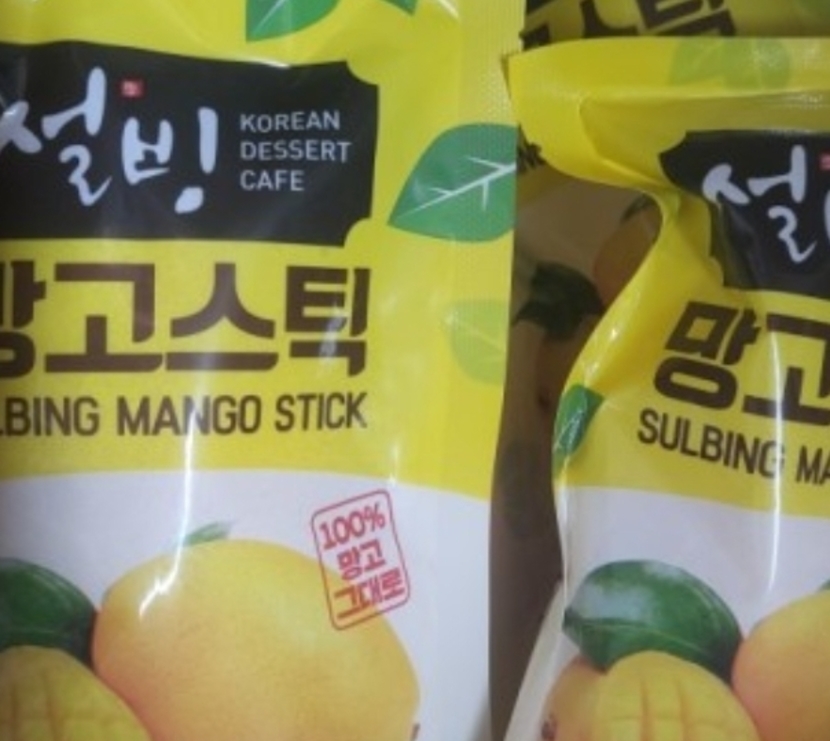 설빙
KOREAN
DESSERT
CAFE
망고스틱
LBING MANGO STICK
100%
망고
그대로
설
망고
SULBING MA